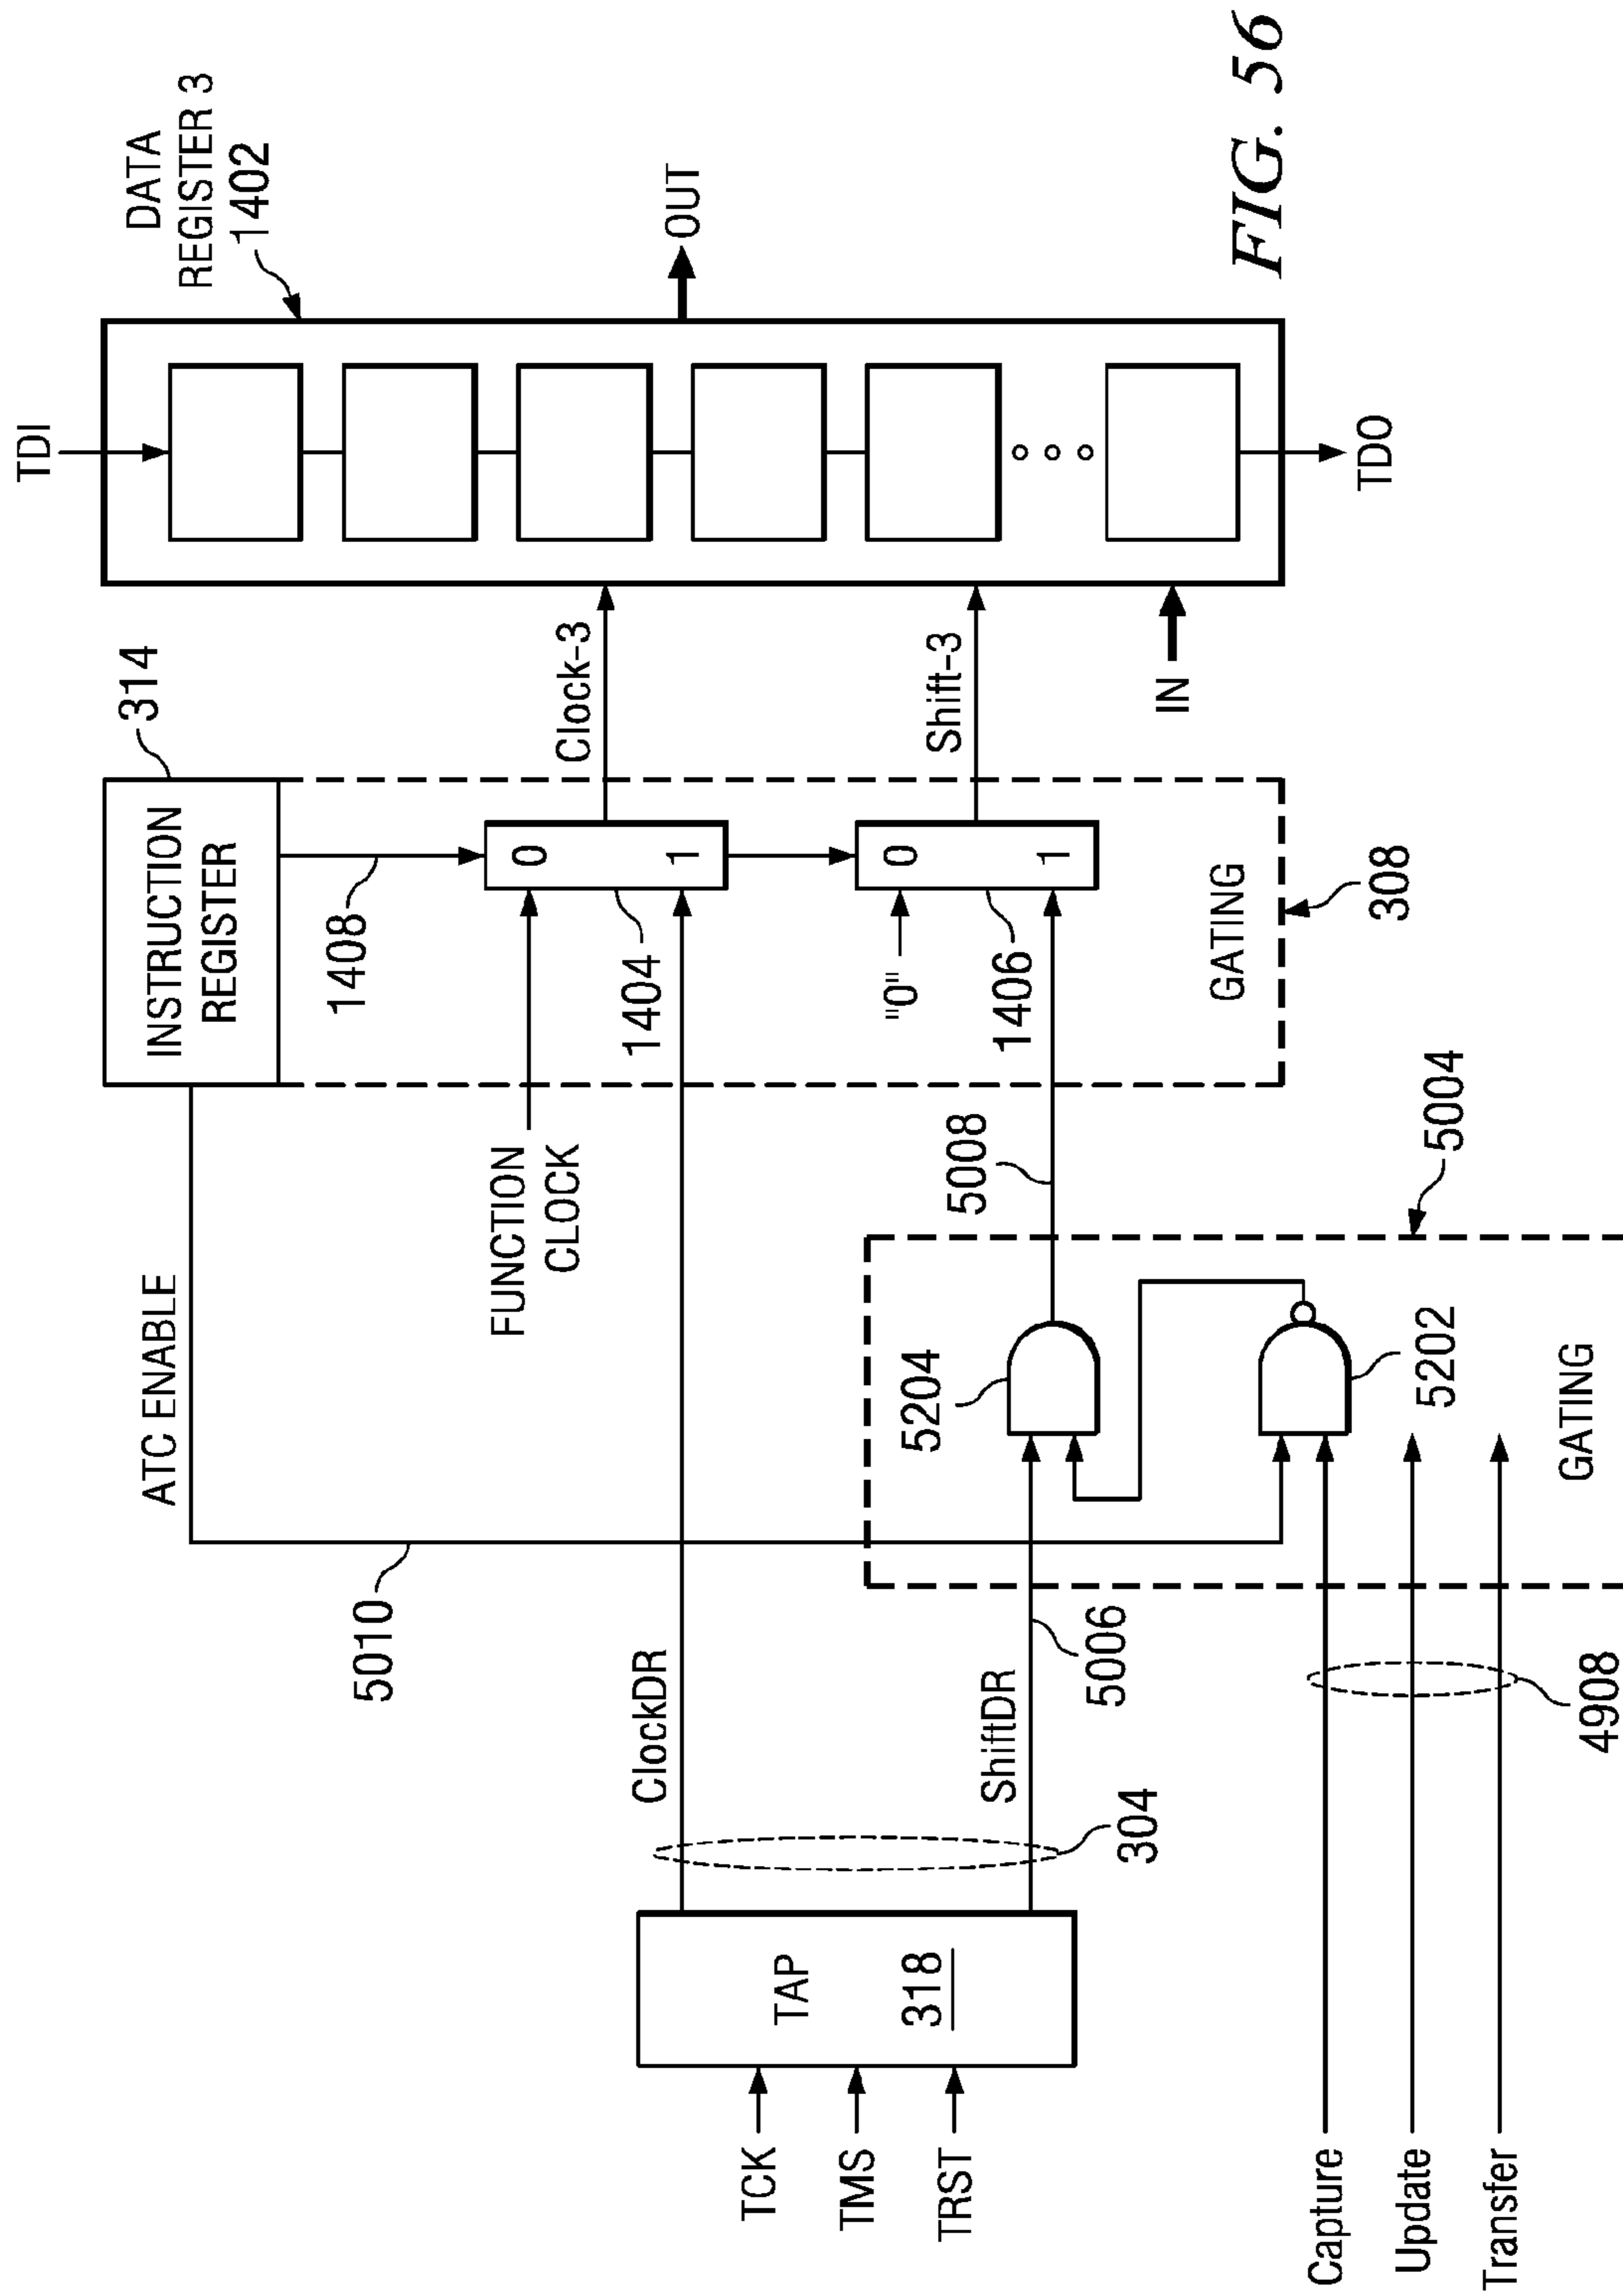 TCK
TMS
TRST
TAP
318
304
ClockDR
ShiftDR
5006
Capture
Update
Transfer
4908
5010
ATC ENABLE
5204
5202
GATING
5004
5008
FUNCTION
CLOCK
INSTRUCTION
REGISTER
314
1408
0
1
1404
"0"
0
1
1406
GATING
308
Clock-3
Shift-3
IN
DATA
REGISTER 3
1402
TDI
OUT
TDO
FIG. 56